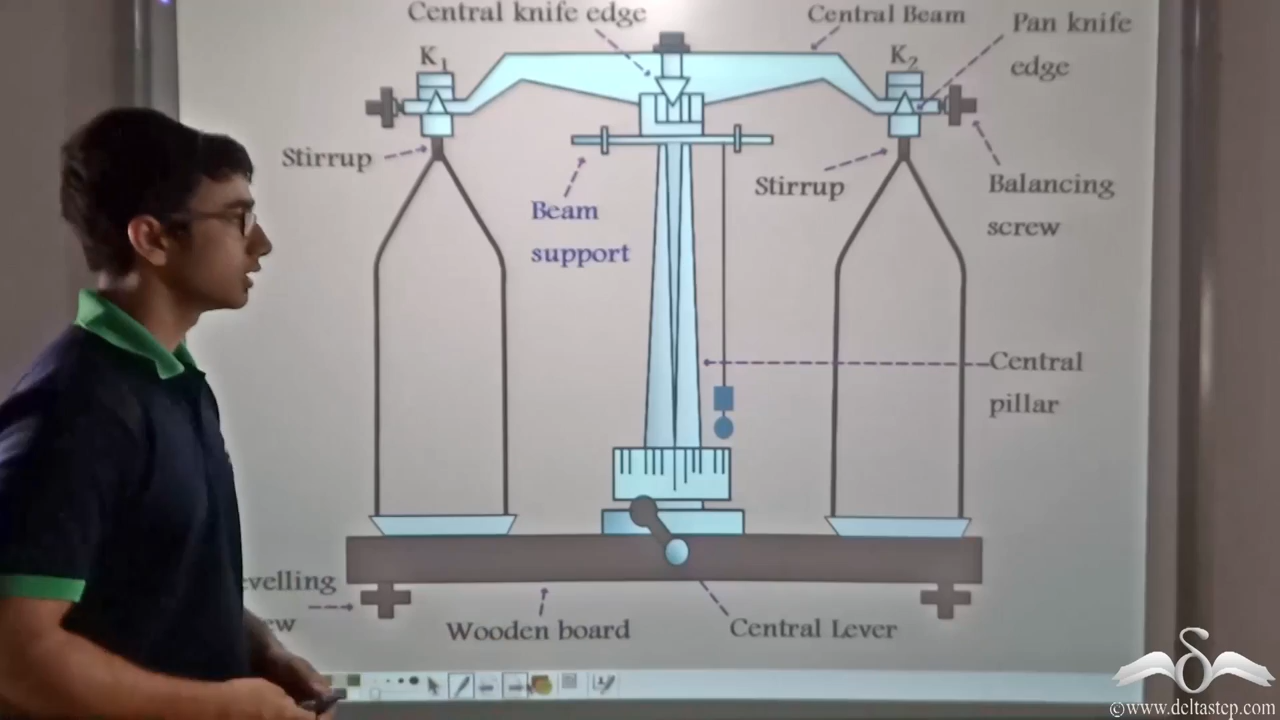 Central knife edge
Central Beam
Pan knife
edge
K1
K2
Stirrup
Stirrup
Balancing
screw
Beam
support
Central
pillar
evelling
ew
Wooden board
Central Lever
©www.deltastep.com